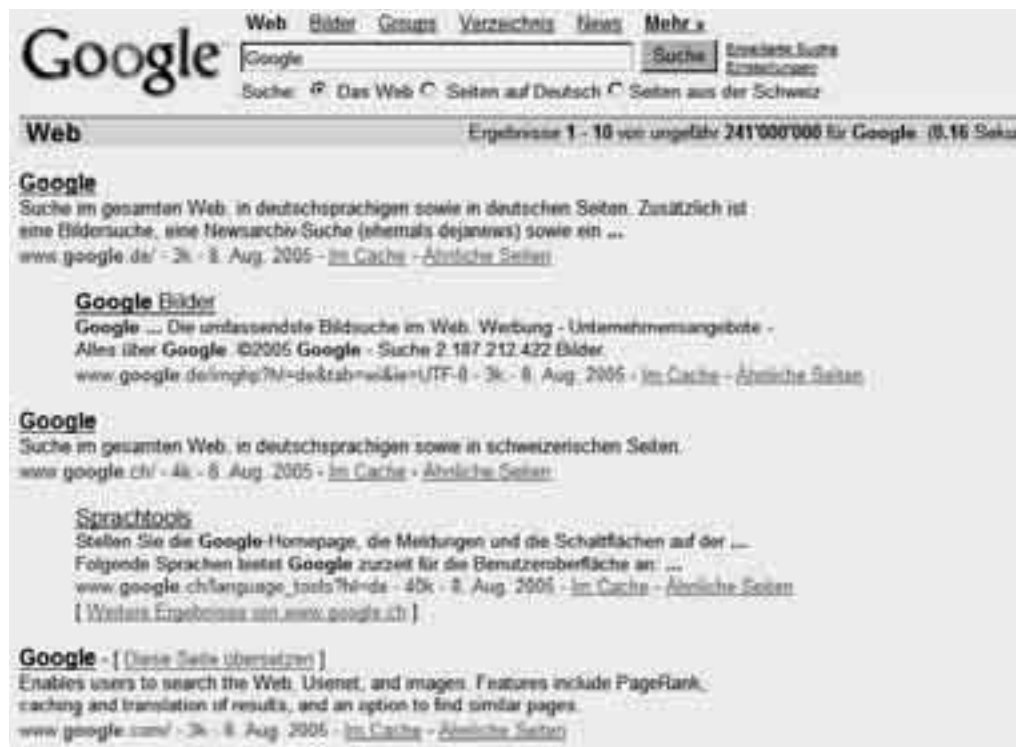 Google
Web Bilder Groups Verzeichnis News Mehr »
Google Suche Erweiterte Suche
Einstellungen
Suche: Das Web Seiten auf Deutsch Seiten aus der Schweiz
Web Ergebnisse 1 - 10 von ungefähr 241'000'000 für Google. (0.16 Seku
Google
Suche im gesamten Web, in deutschsprachigen sowie in deutschen Seiten. Zusätzlich ist
eine Bildersuche, eine Newsarchiv-Suche (ehemals dejanews) sowie ein ...
www.google.de/ - 3k - 8. Aug. 2005 - Im Cache - Ähnliche Seiten
Google Bilder
Google ... Die umfassendste Bildsuche im Web. Werbung - Unternehmensangebote -
Alles über Google. ©2005 Google - Suche 2.187.212.422 Bilder.
www.google.de/imghp?hl=de&tab=wi&ie=UTF-8 - 3k - 8. Aug. 2005 - Im Cache - Ähnliche Seiten
Google
Suche im gesamten Web, in deutschsprachigen sowie in schweizerischen Seiten.
www.google.ch/ - 4k - 8. Aug. 2005 - Im Cache - Ähnliche Seiten
Sprachtools
Stellen Sie die Google-Homepage, die Meldungen und die Schaltflächen auf der ...
Folgende Sprachen bietet Google zurzeit für die Benutzeroberfläche an: ...
www.google.ch/language_tools?hl=de - 40k - 8. Aug. 2005 - Im Cache - Ähnliche Seiten
[ Weitere Ergebnisse von www.google.ch ]
Google - [ Diese Seite übersetzen ]
Enables users to search the Web, Usenet, and images. Features include PageRank,
caching and translation of results, and an option to find similar pages.
www.google.com/ - 3k - 8. Aug. 2005 - Im Cache - Ähnliche Seiten